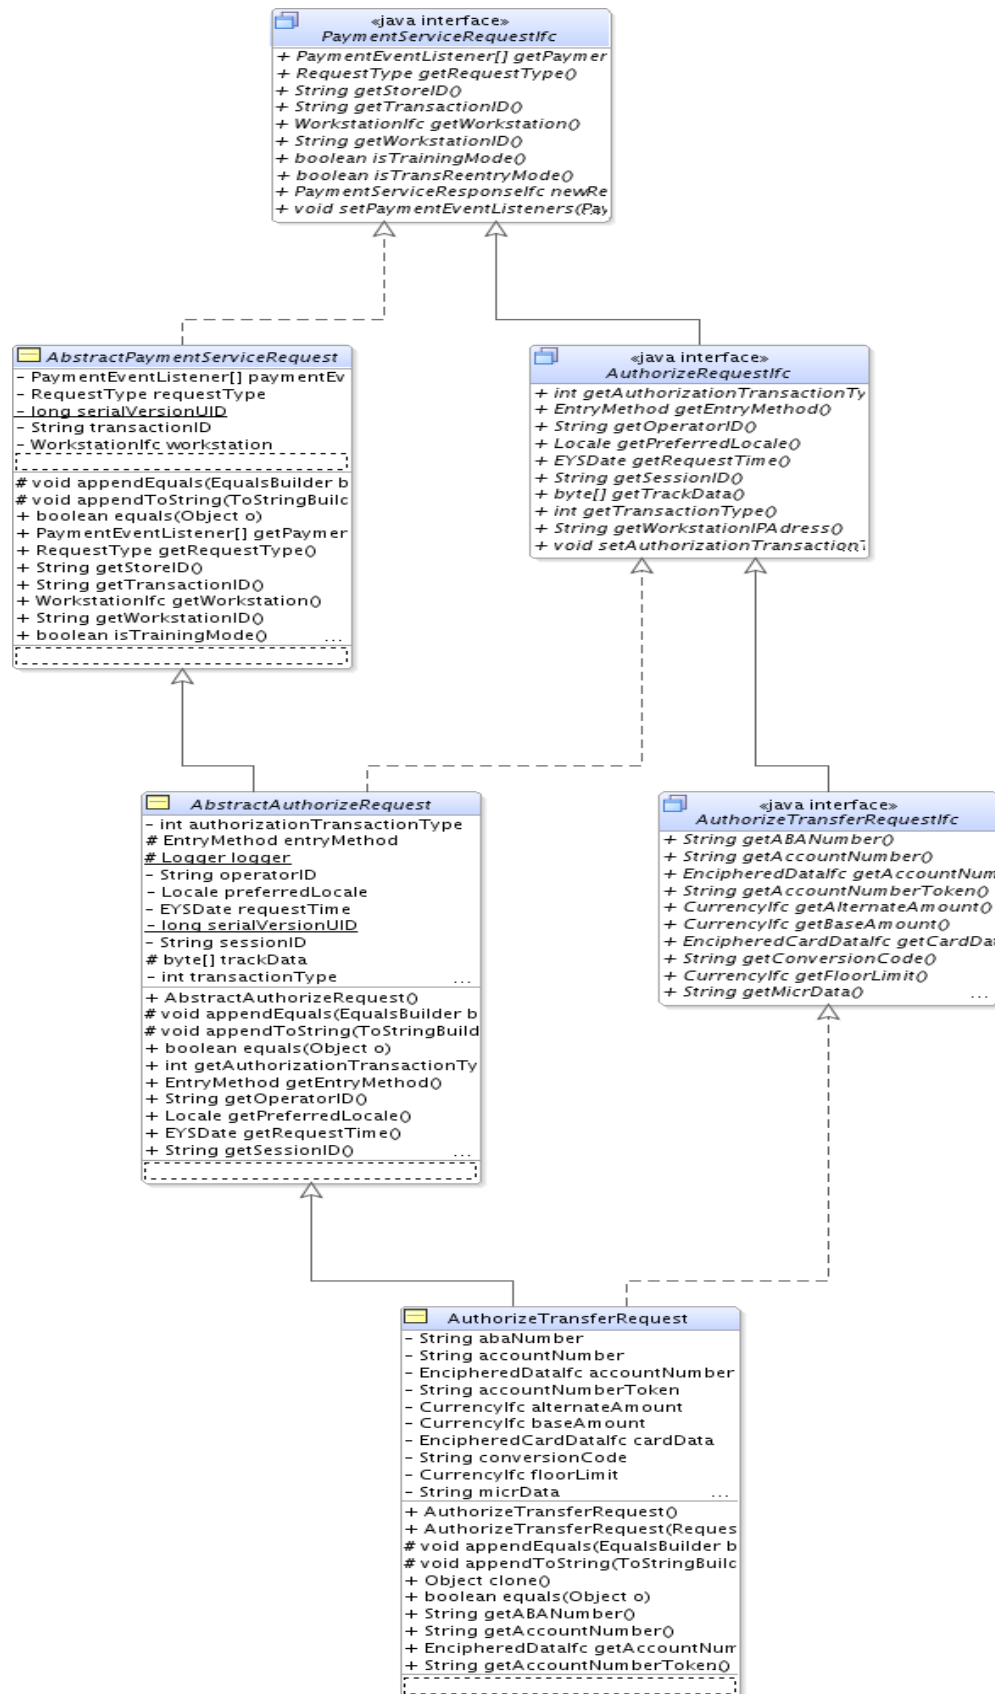 «java interface»
PaymentServiceRequestIfc
+ PaymentEventListener[] getPaymer
+ RequestType getRequestType()
+ String getStoreID()
+ String getTransactionID()
+ WorkstationIfc getWorkstation()
+ String getWorkstationID()
+ boolean isTrainingMode()
+ boolean isTransReentryMode()
+ PaymentServiceResponseIfc newRe
+ void setPaymentEventListeners(Pay
AbstractPaymentServiceRequest
- PaymentEventListener[] paymentEv
- RequestType requestType
- long serialVersionUID
- String transactionID
- WorkstationIfc workstation
# void appendEquals(EqualsBuilder b
# void appendToString(ToStringBuilc
+ boolean equals(Object o)
+ PaymentEventListener[] getPaymer
+ RequestType getRequestType()
+ String getStoreID()
+ String getTransactionID()
+ WorkstationIfc getWorkstation()
+ String getWorkstationID()
+ boolean isTrainingMode() ...
«java interface»
AuthorizeRequestIfc
+ int getAuthorizationTransactionTy
+ EntryMethod getEntryMethod()
+ String getOperatorID()
+ Locale getPreferredLocale()
+ EYSDate getRequestTime()
+ String getSessionID()
+ byte[] getTrackData()
+ int getTransactionType()
+ String getWorkstationIPAdress()
+ void setAuthorizationTransactionT
AbstractAuthorizeRequest
- int authorizationTransactionType
# EntryMethod entryMethod
# Logger logger
- String operatorID
- Locale preferredLocale
- EYSDate requestTime
- long serialVersionUID
- String sessionID
# byte[] trackData
- int transactionType ...
+ AbstractAuthorizeRequest()
# void appendEquals(EqualsBuilder b
# void appendToString(ToStringBuild
+ boolean equals(Object o)
+ int getAuthorizationTransactionTy
+ EntryMethod getEntryMethod()
+ String getOperatorID()
+ Locale getPreferredLocale()
+ EYSDate getRequestTime()
+ String getSessionID() ...
«java interface»
AuthorizeTransferRequestIfc
+ String getABANumber()
+ String getAccountNumber()
+ EncipheredDataIfc getAccountNum
+ String getAccountNumberToken()
+ CurrencyIfc getAlternateAmount()
+ CurrencyIfc getBaseAmount()
+ EncipheredCardDataIfc getCardDat
+ String getConversionCode()
+ CurrencyIfc getFloorLimit()
+ String getMicrData() ...
AuthorizeTransferRequest
- String abaNumber
- String accountNumber
- EncipheredDataIfc accountNumber
- String accountNumberToken
- CurrencyIfc alternateAmount
- CurrencyIfc baseAmount
- EncipheredCardDataIfc cardData
- String conversionCode
- CurrencyIfc floorLimit
- String micrData ...
+ AuthorizeTransferRequest()
+ AuthorizeTransferRequest(Reques
# void appendEquals(EqualsBuilder b
# void appendToString(ToStringBuilc
+ Object clone()
+ boolean equals(Object o)
+ String getABANumber()
+ String getAccountNumber()
+ EncipheredDataIfc getAccountNum
+ String getAccountNumberToken()